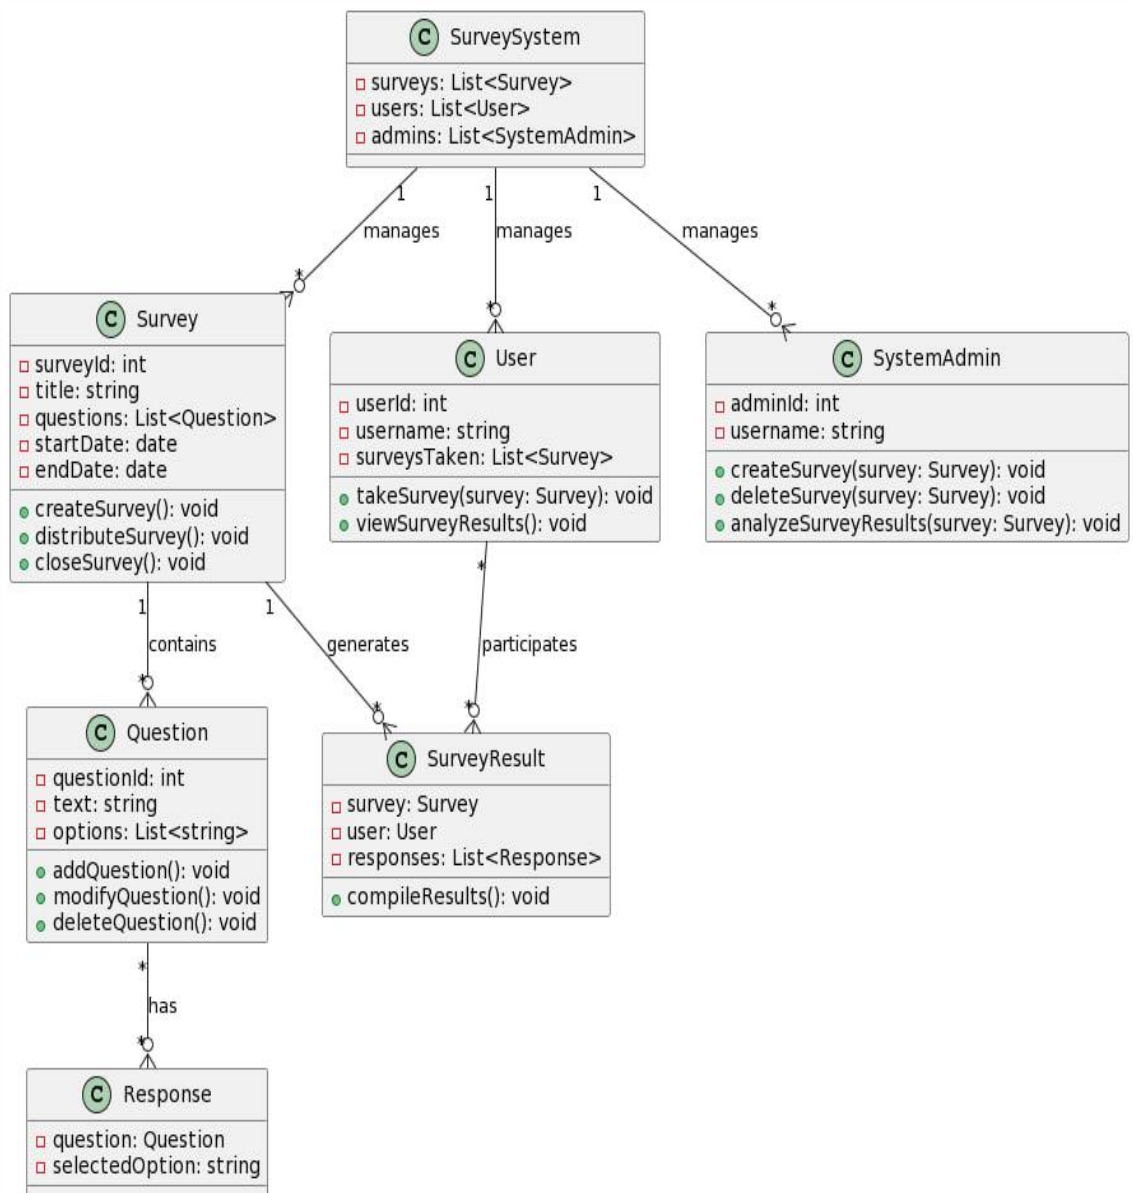 C SurveySystem
surveys: List<Survey>
users: List<User>
admins: List<SystemAdmin>
1
1
1
manages
manages
manages
*
*
*
C Survey
surveyId: int
title: string
questions: List<Question>
startDate: date
endDate: date
createSurvey(): void
distributeSurvey(): void
closeSurvey(): void
C User
userId: int
username: string
surveysTaken: List<Survey>
takeSurvey(survey: Survey): void
viewSurveyResults(): void
C SystemAdmin
adminId: int
username: string
createSurvey(survey: Survey): void
deleteSurvey(survey: Survey): void
analyzeSurveyResults(survey: Survey): void
1
1
*
contains
generates
participates
*
*
*
C Question
questionId: int
text: string
options: List<string>
addQuestion(): void
modifyQuestion(): void
deleteQuestion(): void
C SurveyResult
survey: Survey
user: User
responses: List<Response>
compileResults(): void
*
has
*
C Response
question: Question
selectedOption: string